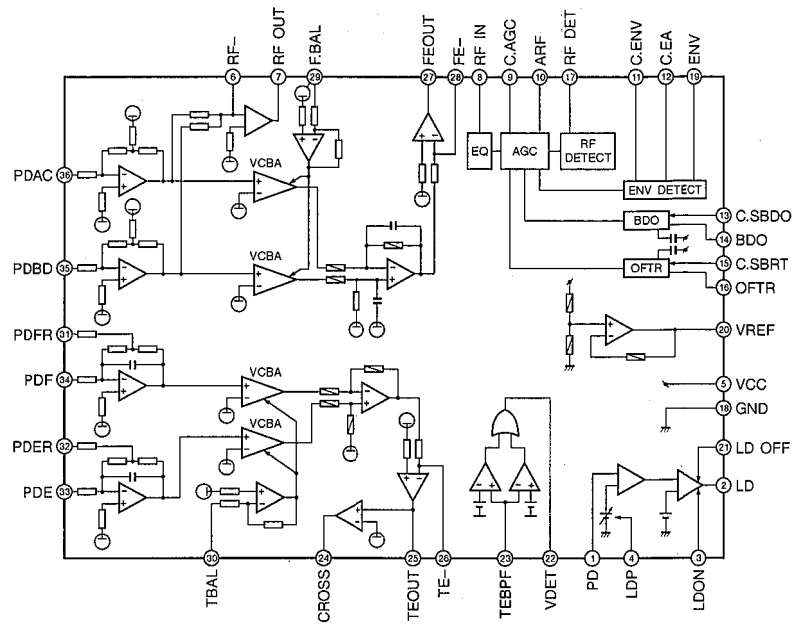 RF-
RF OUT
F.BAL
FEOUT
FE-
RF IN
C.AGC
ARF
RF DET
C.ENV
C.EA
ENV
6
7
29
27
28
8
9
10
17
11
12
19
PDAC
36
VCBA
EQ
AGC
RF
DETECT
ENV DETECT
BDO
13
C.SBDO
14
BDO
PDBD
35
VCBA
OFTR
15
C.SBRT
16
OFTR
PDFR
31
20
VREF
PDF
34
VCBA
5
VCC
VCBA
18
GND
PDER
32
21
LD OFF
PDE
33
2
LD
30
24
25
26
23
22
1
4
3
TBAL
CROSS
TEOUT
TE-
TEBPF
VDET
PD
LDP
LDON